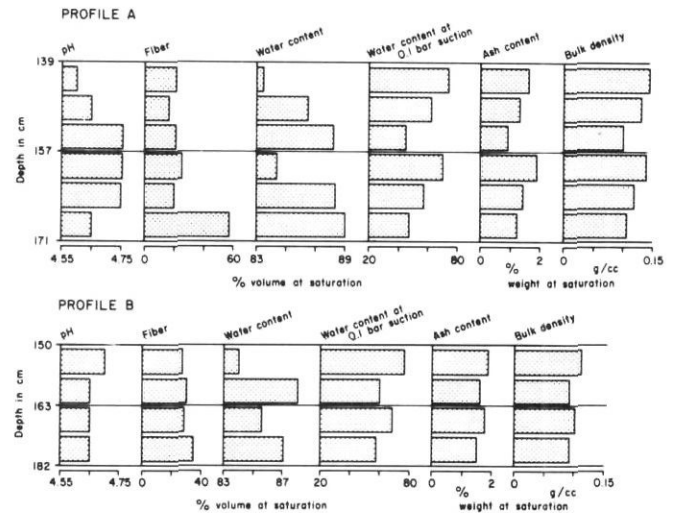 PROFILE A
pH Fiber Water content Water content at 0.1 bar suction Ash content Bulk density
139
157
171
Depth in cm
4.55 4.75 0 60 83 89 20 80 0 % 2 0 g/cc 0.15
% volume at saturation weight at saturation
PROFILE B
pH Fiber Water content Water content at 0.1 bar suction Ash content Bulk density
150
163
182
Depth in cm
4.55 4.75 0 40 83 87 20 80 0 % 2 0 g/cc 0.15
% volume at saturation weight at saturation